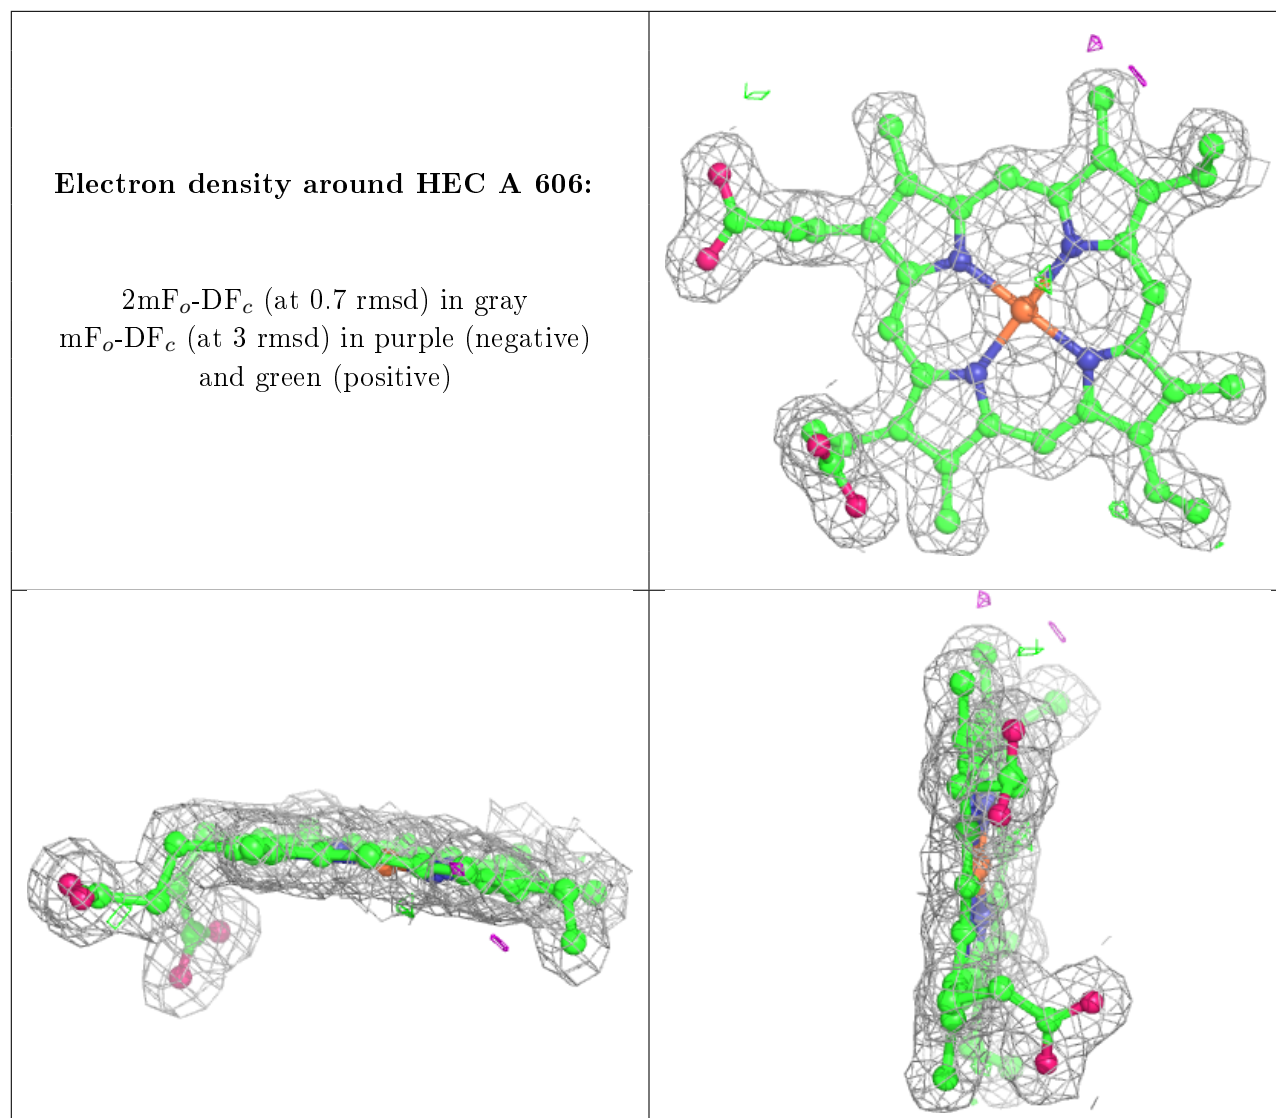 Electron density around HEC A 606:
2mFₒ-DF𝒸 (at 0.7 rmsd) in gray
mFₒ-DF𝒸 (at 3 rmsd) in purple (negative)
and green (positive)